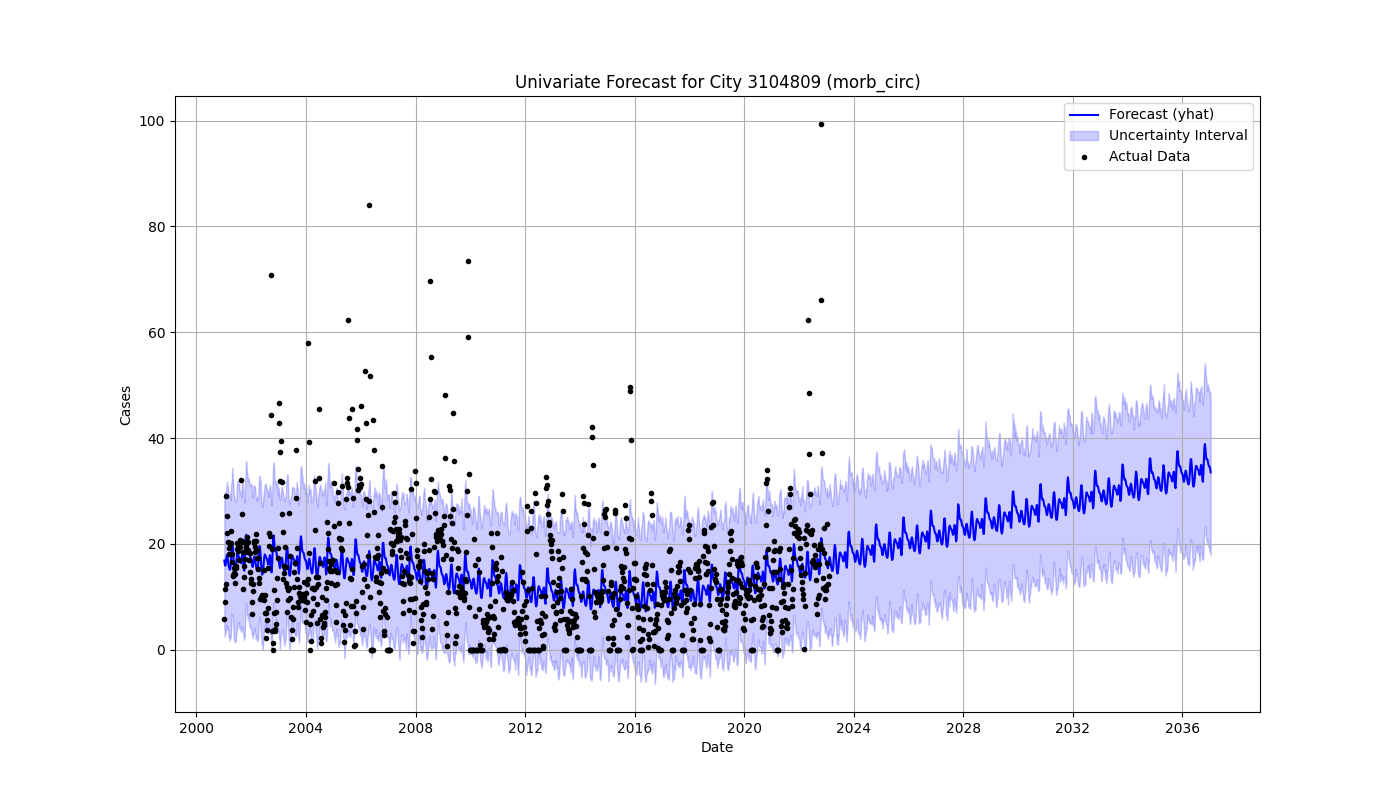 Univariate Forecast for City 3104809 (morb_circ)
Forecast (yhat)
Uncertainty Interval
Actual Data
100
80
60
40
20
0
Cases
2000 2004 2008 2012 2016 2020 2024 2028 2032 2036
Date